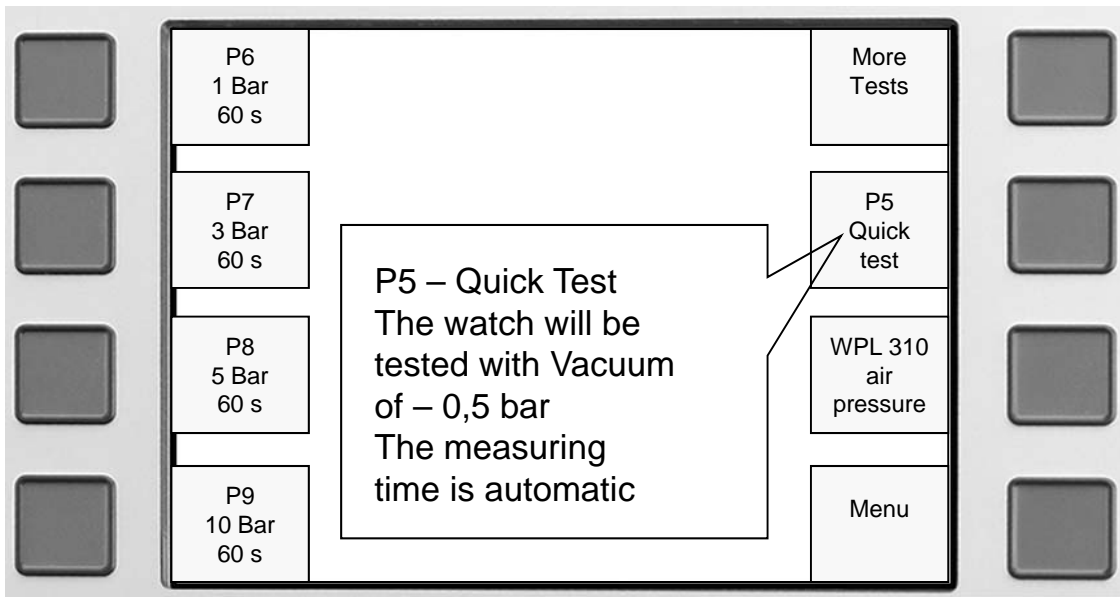 P6
1 Bar
60 s
P7
3 Bar
60 s
P8
5 Bar
60 s
P9
10 Bar
60 s
P5 – Quick Test
The watch will be
tested with Vacuum
of – 0,5 bar
The measuring
time is automatic
More
Tests
P5
Quick
test
WPL 310
air
pressure
Menu